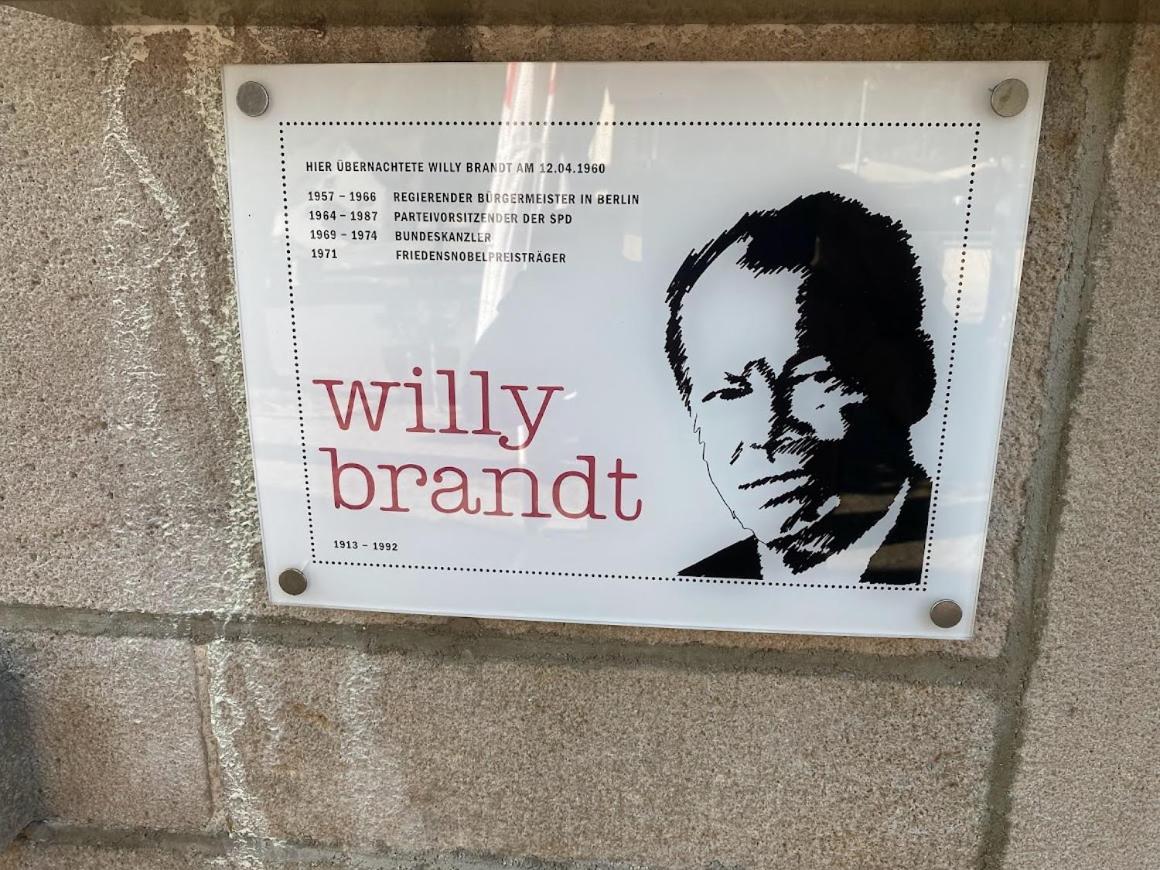 HIER ÜBERNACHTETE WILLY BRANDT AM 12.04.1960
1957 – 1966 REGIERENDER BÜRGERMEISTER IN BERLIN
1964 – 1987 PARTEIVORSITZENDER DER SPD
1969 – 1974 BUNDESKANZLER
1971 FRIEDENSNOBELPREISTRÄGER
willy
brandt
1913 – 1992